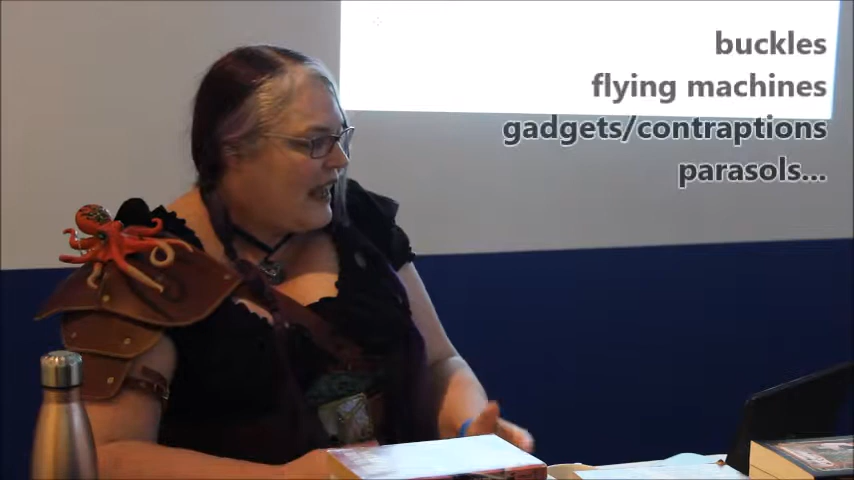 buckles
flying machines
gadgets/contraptions
parasols...